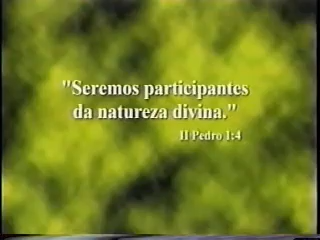 "Seremos participantes
da natureza divina."
II Pedro 1:4